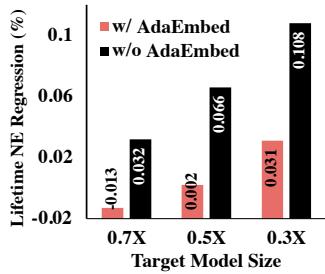 Lifetime NE Regression (%)
0.1
0.06
0.02
-0.02
w/ AdaEmbed
w/o AdaEmbed
-0.013
0.032
0.002
0.066
0.031
0.108
0.7X
0.5X
0.3X
Target Model Size